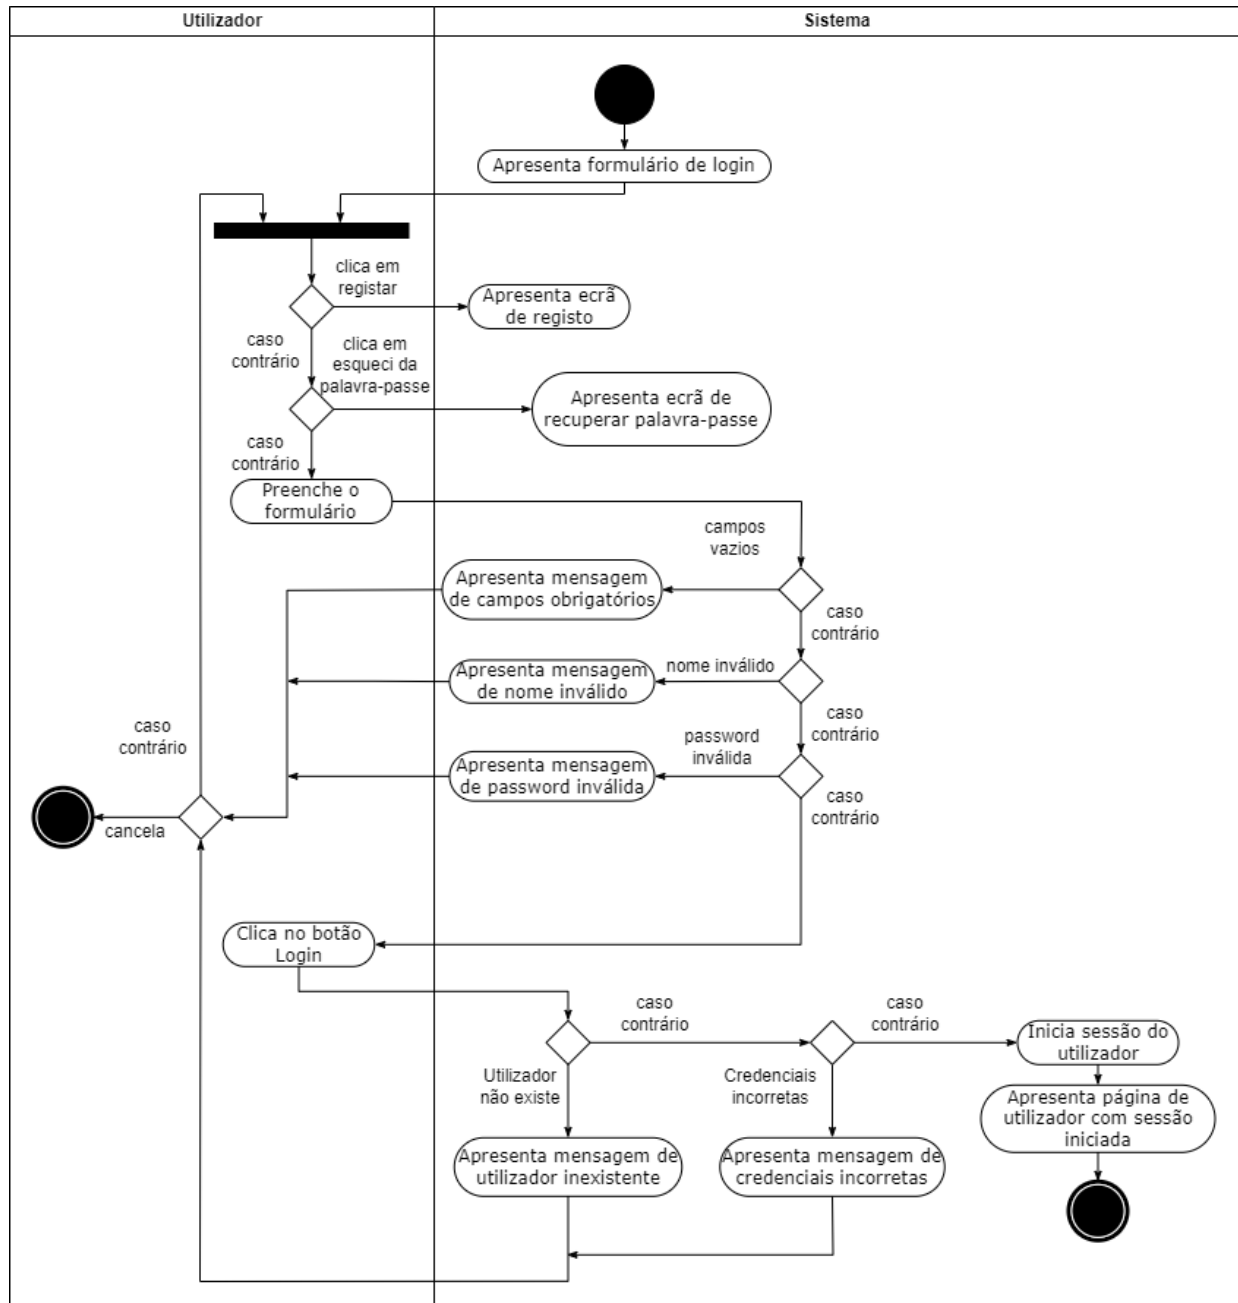 Utilizador
Sistema
Apresenta formulário de login
clica em
registar
Apresenta ecrã
de registo
caso
contrário
clica em
esqueci da
palavra-passe
Apresenta ecrã de
recuperar palavra-passe
caso
contrário
Preenche o
formulário
campos
vazios
Apresenta mensagem
de campos obrigatórios
caso
contrário
nome inválido
Apresenta mensagem
de nome inválido
caso
contrário
password
inválida
Apresenta mensagem
de password inválida
caso
contrário
caso
contrário
cancela
Clica no botão
Login
caso
contrário
caso
contrário
Inicia sessão do
utilizador
Utilizador
não existe
Credenciais
incorretas
Apresenta página de
utilizador com sessão
iniciada
Apresenta mensagem de
utilizador inexistente
Apresenta mensagem de
credenciais incorretas